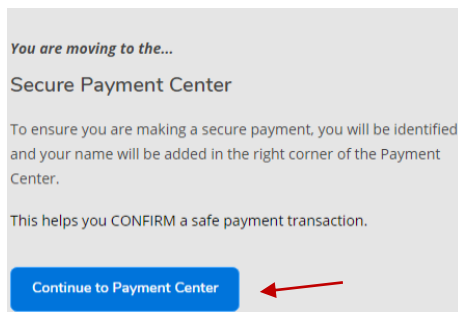 You are moving to the...
Secure Payment Center
To ensure you are making a secure payment, you will be identified
and your name will be added in the right corner of the Payment
Center.
This helps you CONFIRM a safe payment transaction.
Continue to Payment Center